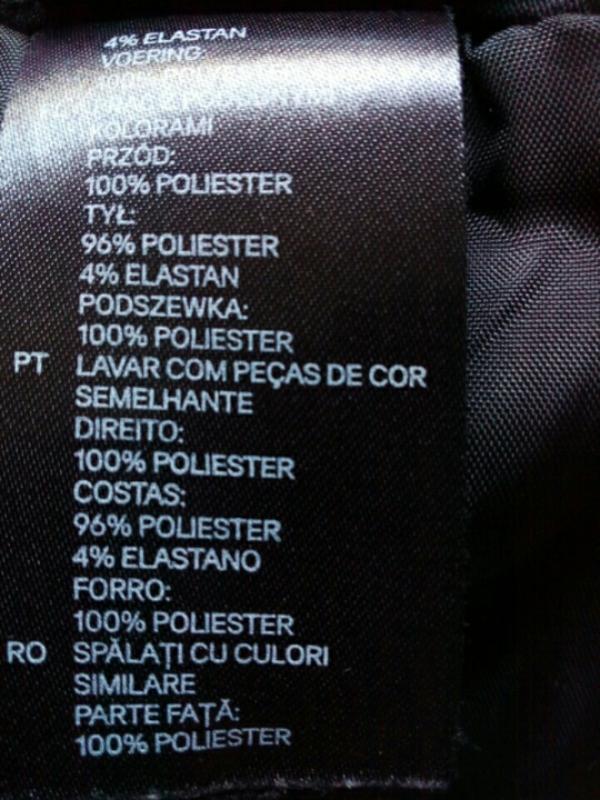 4% ELASTAN
VOERING
100% POLYESTER
KOLORAMI
PRZÓD:
100% POLIESTER
TYŁ:
96% POLIESTER
4% ELASTAN
PODSZEWKA:
100% POLIESTER
PT LAVAR COM PEÇAS DE COR
SEMELHANTE
DIREITO:
100% POLIESTER
COSTAS:
96% POLIESTER
4% ELASTANO
FORRO:
100% POLIESTER
RO SPĂLAȚI CU CULORI
SIMILARE
PARTE FAȚĂ:
100% POLIESTER